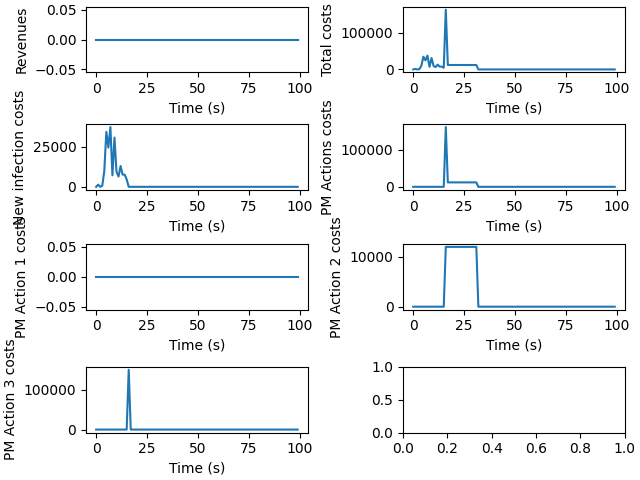 Revenues
0.05
0.00
−0.05
0 25 50 75 100
Time (s)
Total costs
100000
0
0 25 50 75 100
Time (s)
New infection costs
25000
0
0 25 50 75 100
Time (s)
PM Actions costs
100000
0
0 25 50 75 100
Time (s)
PM Action 1 costs
0.05
0.00
−0.05
0 25 50 75 100
Time (s)
PM Action 2 costs
10000
0
0 25 50 75 100
Time (s)
PM Action 3 costs
100000
0
0 25 50 75 100
Time (s)
1.0
0.5
0.0
0.0 0.2 0.4 0.6 0.8 1.0